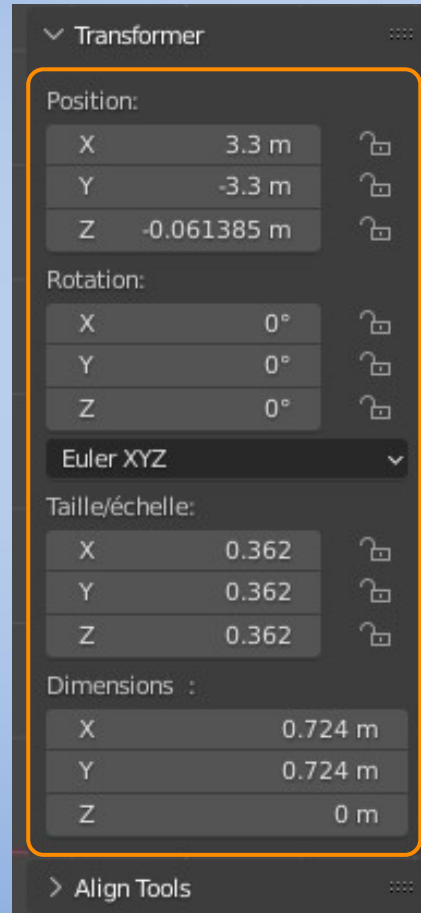 Transformer
Position:
X 3.3 m
Y -3.3 m
Z -0.061385 m
Rotation:
X 0°
Y 0°
Z 0°
Euler XYZ
Taille/échelle:
X 0.362
Y 0.362
Z 0.362
Dimensions :
X 0.724 m
Y 0.724 m
Z 0 m
Align Tools